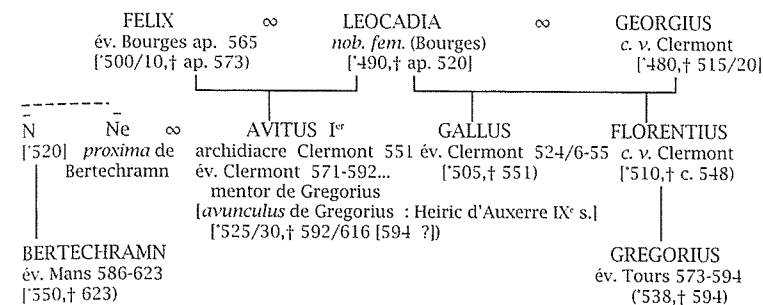 FELIX ∞ LEOCADIA ∞ GEORGIUS
év. Bourges ap. 565 nob. fem. (Bourges) c. v. Clermont
[*500/10,† ap. 573) [*490,† ap. 520] [*480,† 515/20]
N Ne ∞ AVITUS Iᵉʳ GALLUS FLORENTIUS
[*520] proxima de archidiacre Clermont 551 év. Clermont 524/6-55 c. v. Clermont
Bertechramn év. Clermont 571-592... [*505,† 551) [*510,† c. 548)
mentor de Gregorius
[avunculus de Gregorius : Heiric d'Auxerre IXᵉ s.]
[*525/30,† 592/616 [594 ?])
BERTECHRAMN GREGORIUS
év. Mans 586-623 év. Tours 573-594
[*550,† 623) (*538,† 594)